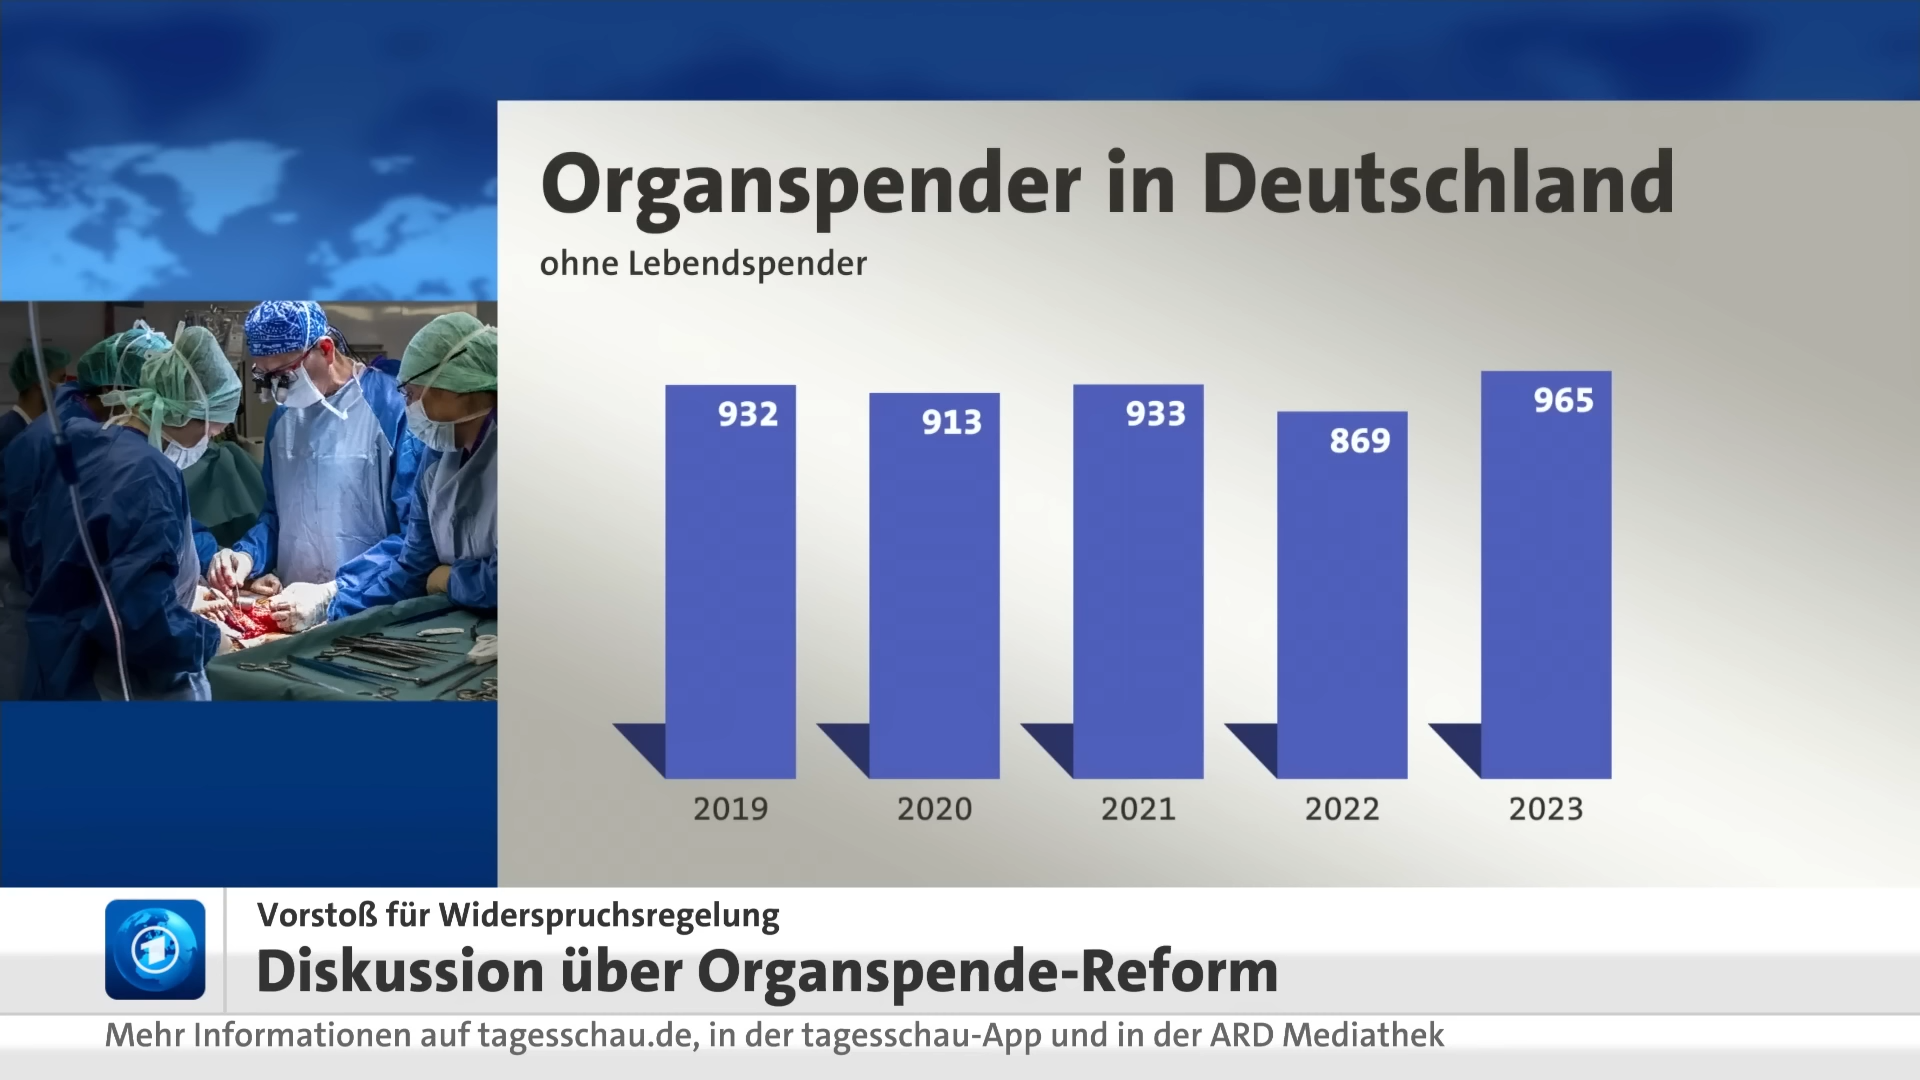 Organspender in Deutschland
ohne Lebendspender
932 913 933 869 965
2019 2020 2021 2022 2023
1
Vorstoß für Widerspruchsregelung
Diskussion über Organspende-Reform
Mehr Informationen auf tagesschau.de, in der tagesschau-App und in der ARD Mediathek